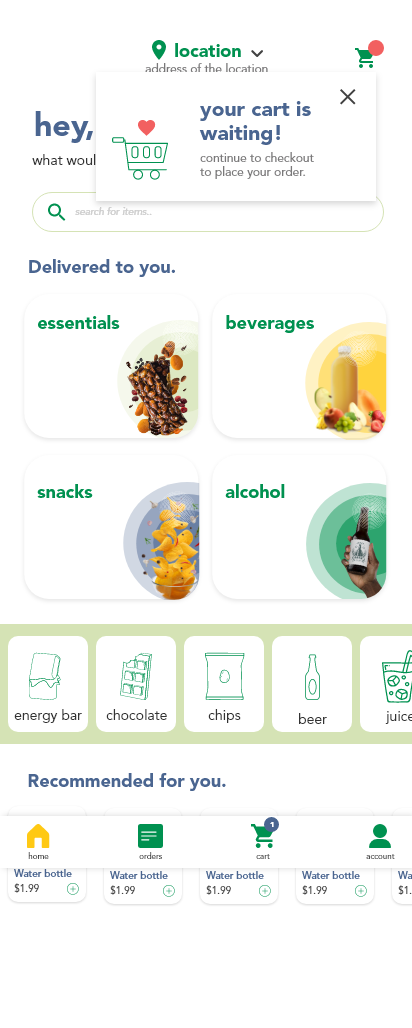 location
address of the location
hey,
your cart is
waiting!
continue to checkout
to place your order.
what
search for items..
Delivered to you.
essentials
beverages
snacks
alcohol
energy bar
chocolate
chips
beer
juice
Recommended for you.
1
home
orders
cart
account
Water bottle
Water bottle
Water bottle
Water bottle
$1.99
$1.99
$1.99
$1.99